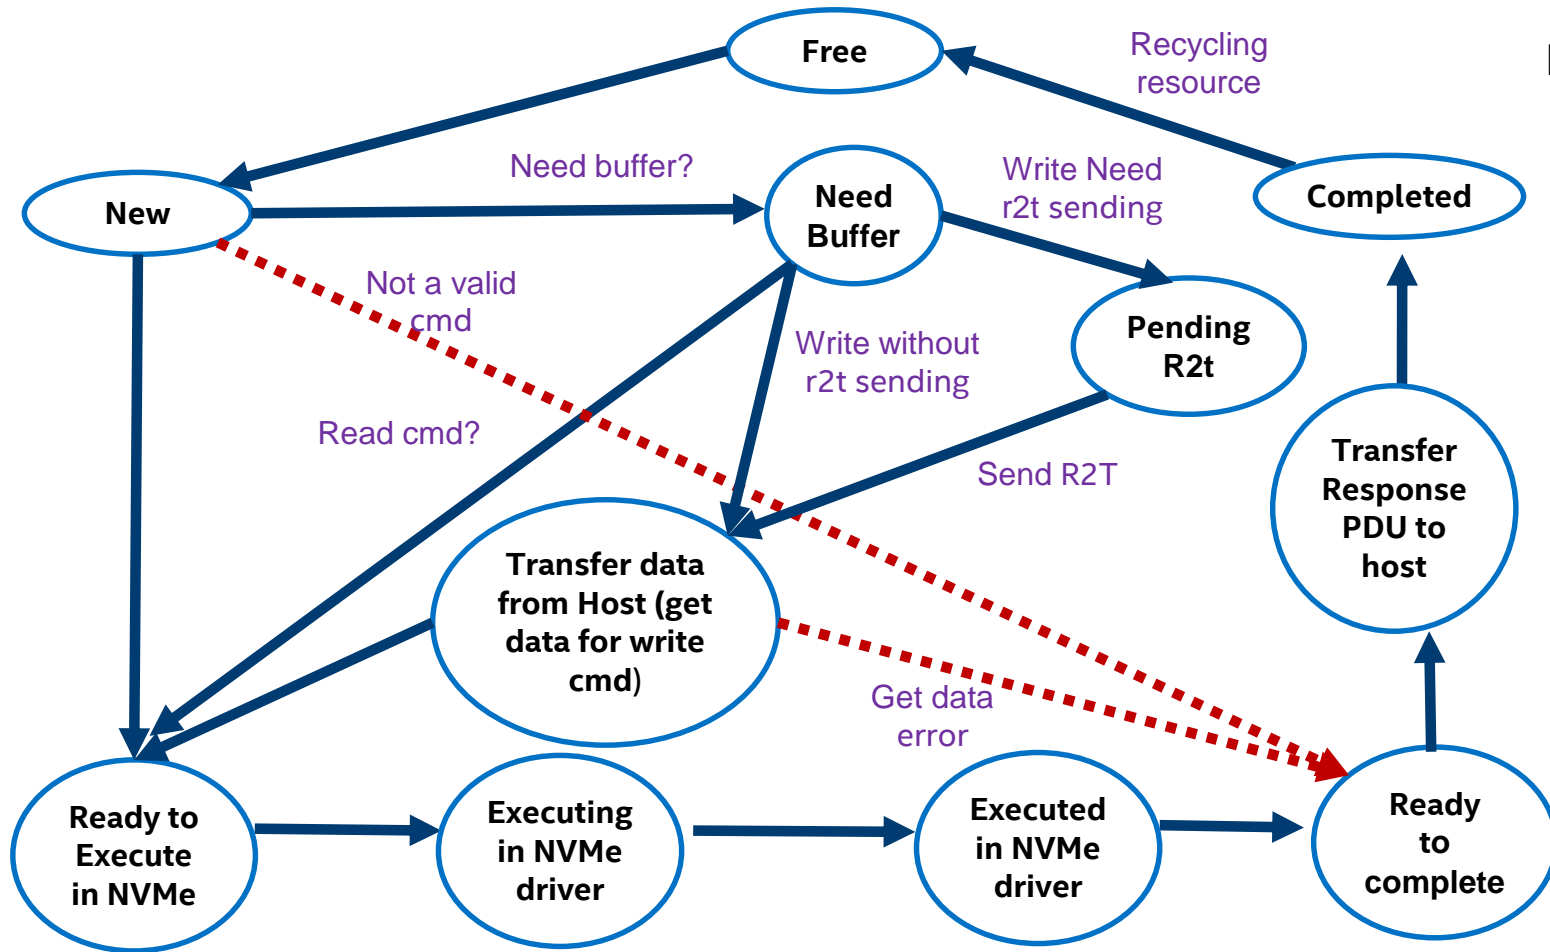 Free
Recycling
resource
Need buffer?
Write Need
r2t sending
New
Need
Buffer
Completed
Not a valid
cmd
Write without
r2t sending
Pending
R2t
Read cmd?
Send R2T
Transfer
Response
PDU to
host
Transfer data
from Host (get
data for write
cmd)
Get data
error
Ready to
Execute
in NVMe
Executing
in NVMe
driver
Executed
in NVMe
driver
Ready
to
complete